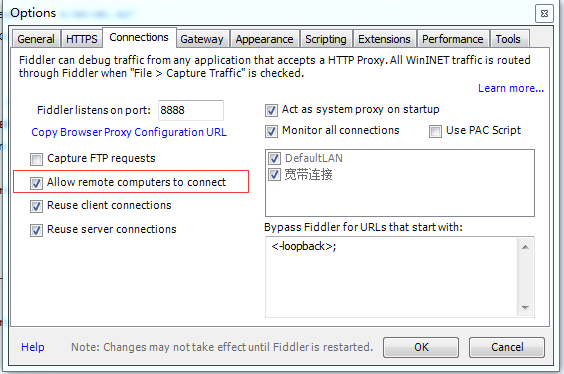 Options
General HTTPS Connections Gateway Appearance Scripting Extensions Performance Tools
Fiddler can debug traffic from any application that accepts a HTTP Proxy. All WinINET traffic is routed
through Fiddler when "File > Capture Traffic" is checked.
Learn more...
Fiddler listens on port: 8888
Copy Browser Proxy Configuration URL
Capture FTP requests
Allow remote computers to connect
Reuse client connections
Reuse server connections
Act as system proxy on startup
Monitor all connections Use PAC Script
DefaultLAN
宽带连接
Bypass Fiddler for URLs that start with:
<-loopback>;
Help Note: Changes may not take effect until Fiddler is restarted. OK Cancel